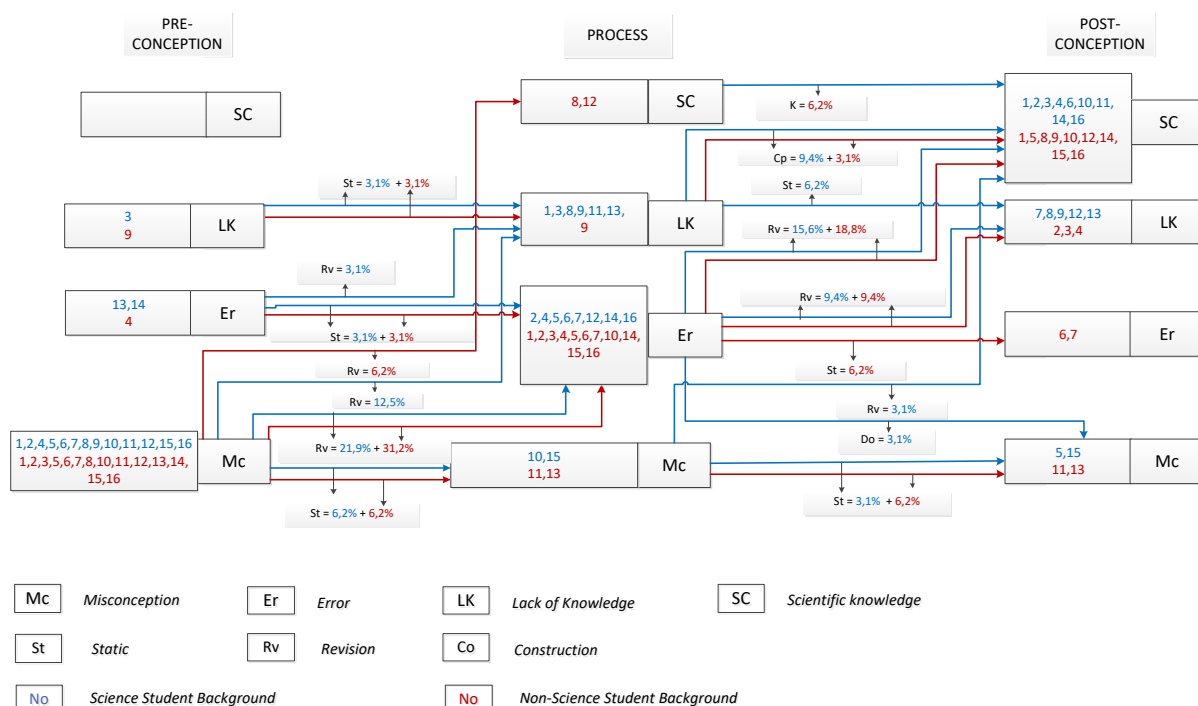 PRE-
CONCEPTION
PROCESS
POST-
CONCEPTION
SC
8,12
SC
K = 6,2%
1,2,3,4,6,10,11,
14,16
1,5,8,9,10,12,14,
15,16
SC
Cp = 9,4% + 3,1%
St = 3,1% + 3,1%
St = 6,2%
3
9
LK
1,3,8,9,11,13,
9
LK
7,8,9,12,13
2,3,4
LK
Rv = 15,6% + 18,8%
Rv = 3,1%
Rv = 9,4% + 9,4%
13,14
4
Er
2,4,5,6,7,12,14,16
1,2,3,4,5,6,7,10,14,
15,16
Er
6,7
Er
St = 3,1% + 3,1%
Rv = 6,2%
St = 6,2%
Rv = 12,5%
Rv = 3,1%
Rv = 21,9% + 31,2%
Do = 3,1%
1,2,4,5,6,7,8,9,10,11,12,15,16
1,2,3,5,6,7,8,10,11,12,13,14,
15,16
Mc
10,15
11,13
Mc
5,15
11,13
Mc
St = 6,2% + 6,2%
St = 3,1% + 6,2%
Mc Misconception
Er Error
LK Lack of Knowledge
SC Scientific knowledge
St Static
Rv Revision
Co Construction
No Science Student Background
No Non-Science Student Background